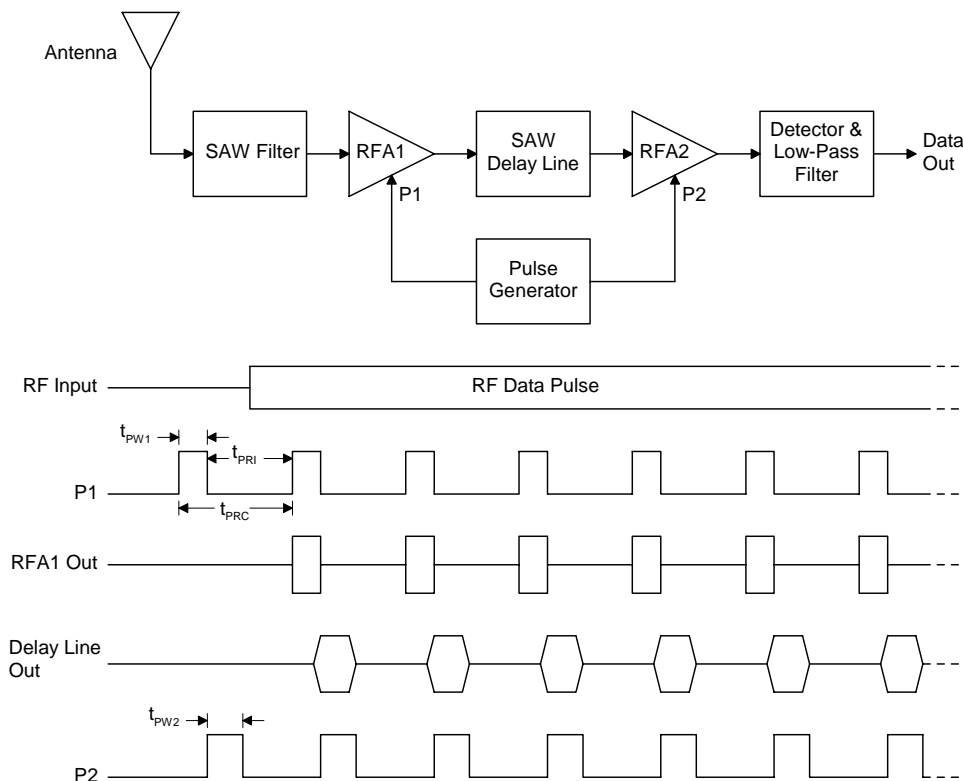 Antenna
SAW Filter
RFA1
SAW
Delay Line
RFA2
Detector &
Low-Pass
Filter
Data
Out
P1
P2
Pulse
Generator
RF Input
RF Data Pulse
tPW1
tPRI
P1
tPRC
RFA1 Out
Delay Line
Out
tPW2
P2